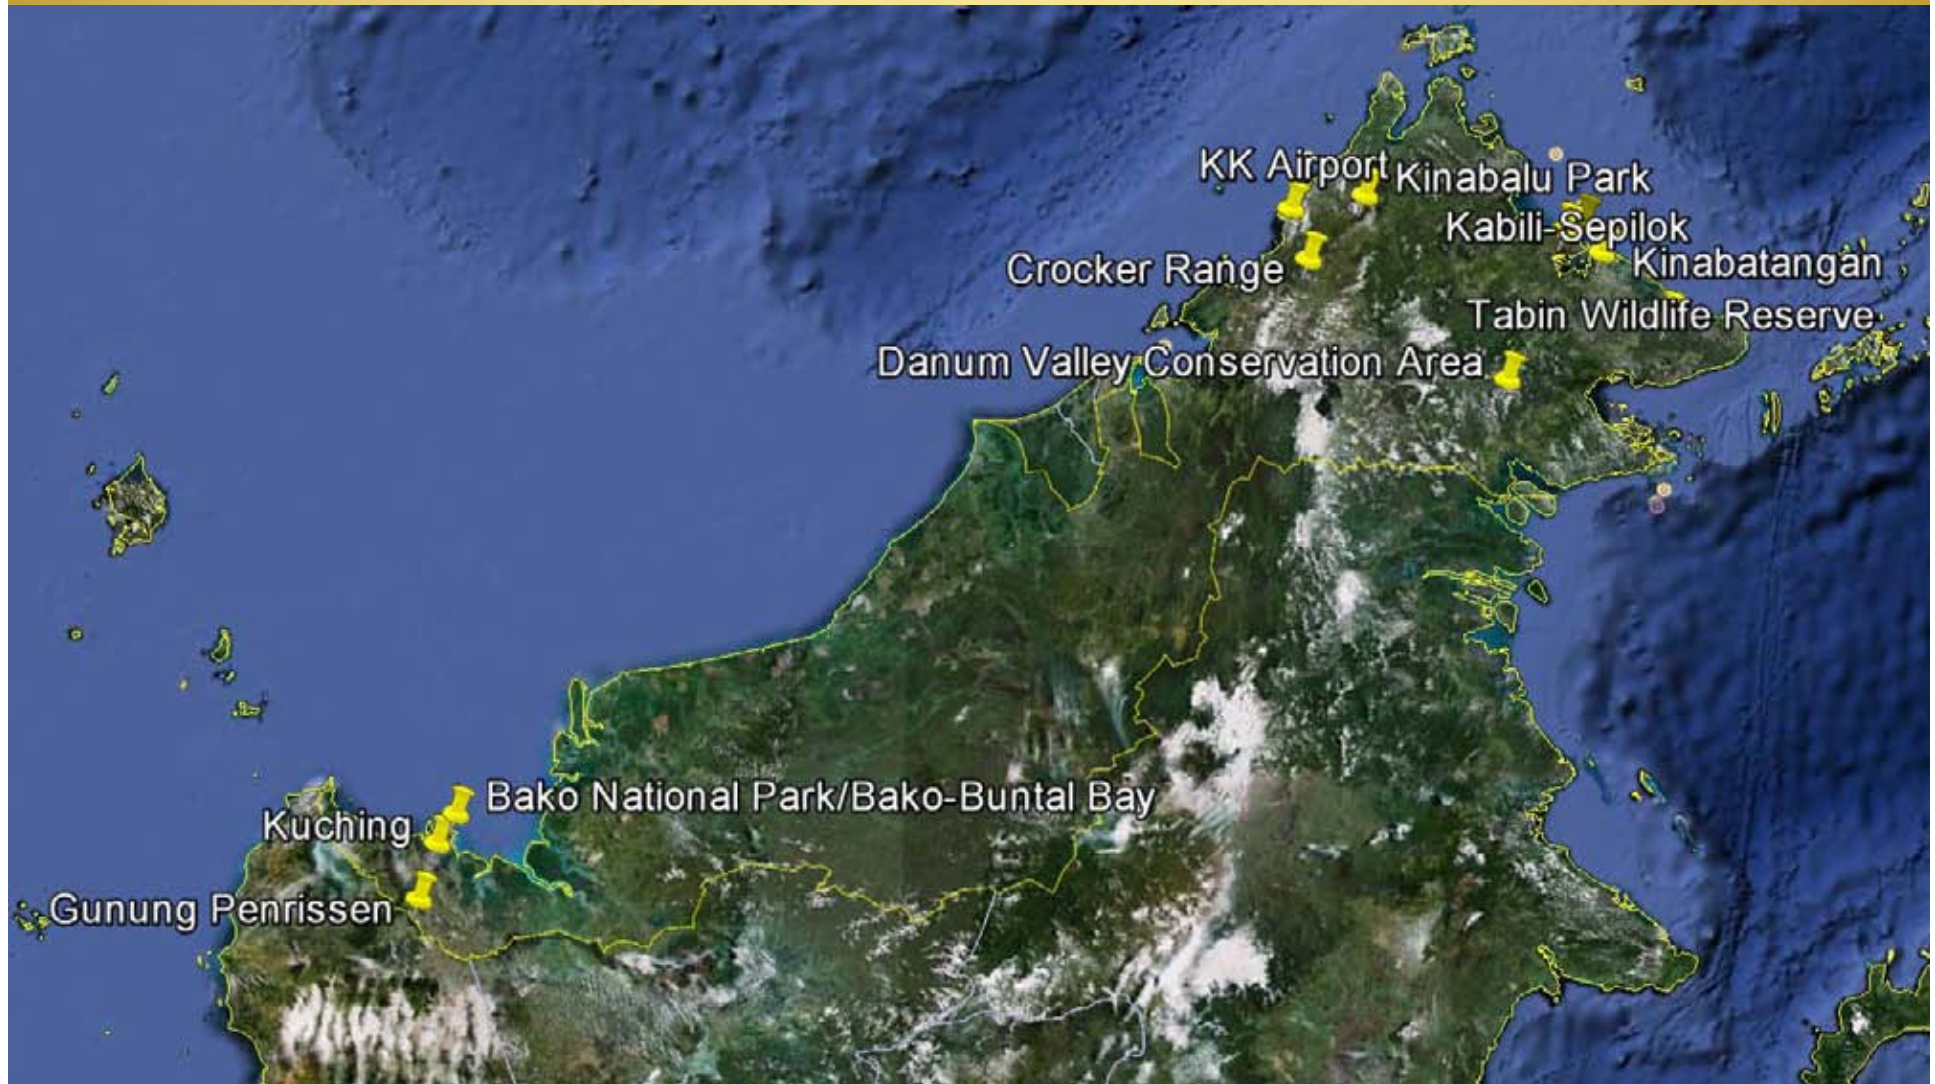 KK Airport
Kinabalu Park
Kabili-Sepilok
Kinabatangan
Crocker Range
Tabin Wildlife Reserve
Danum Valley Conservation Area
Bako National Park/Bako-Buntal Bay
Kuching
Gunung Penrissen